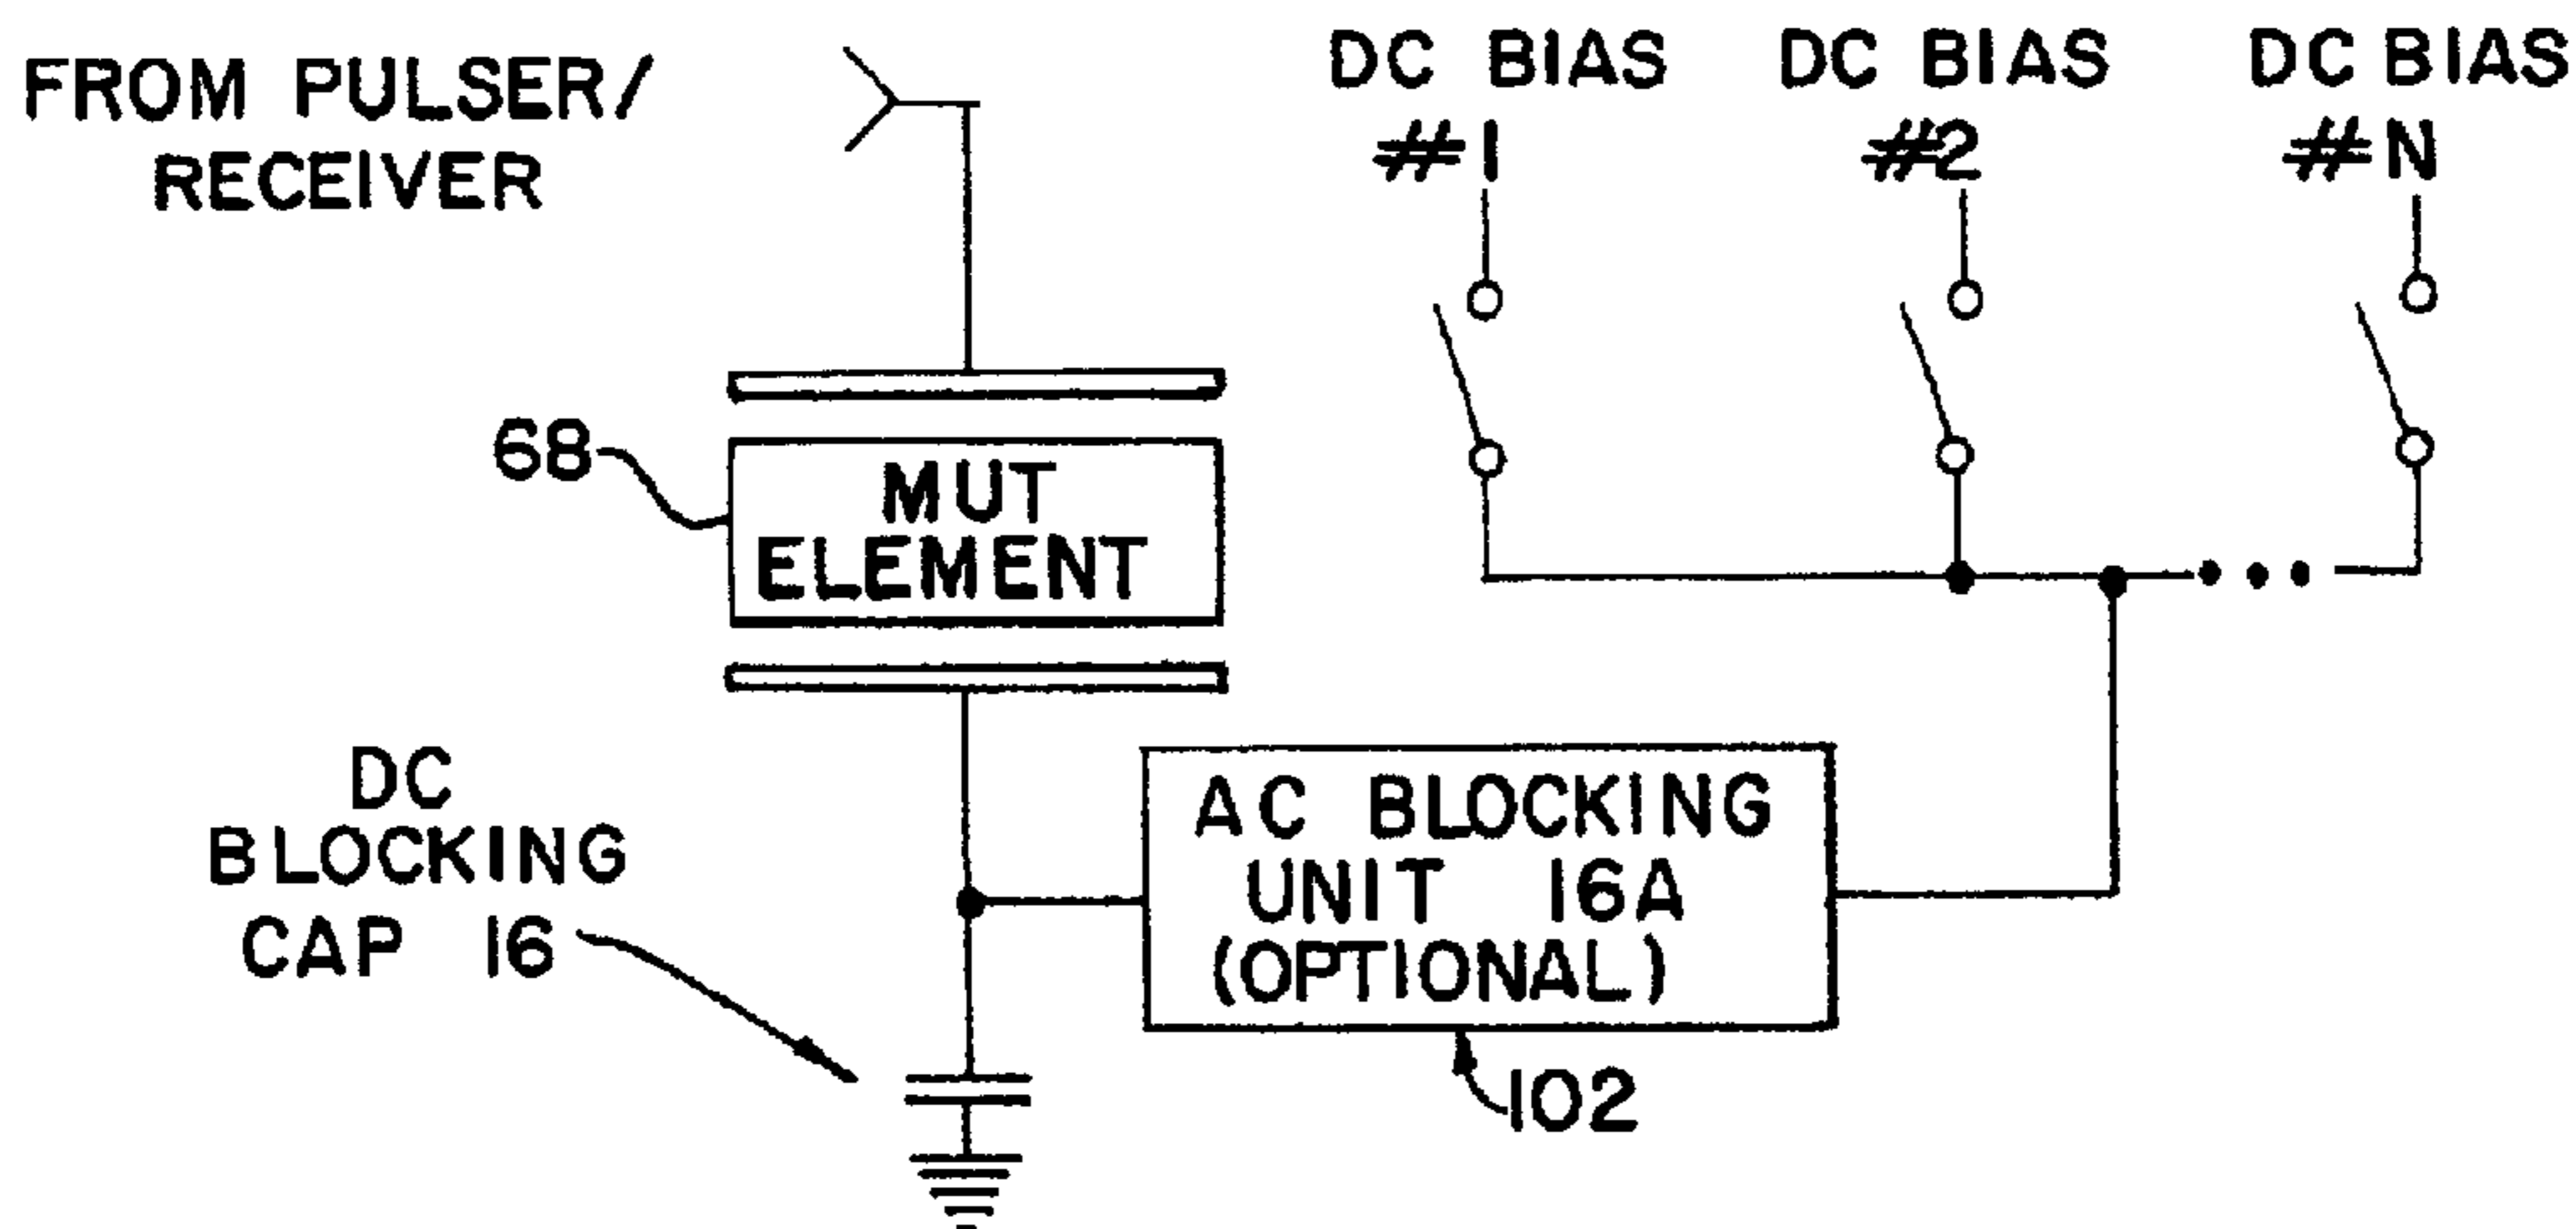 FROM PULSER/
RECEIVER
DC BIAS
#1
DC BIAS
#2
DC BIAS
#N
68
MUT
ELEMENT
DC
BLOCKING
CAP 16
AC BLOCKING
UNIT 16A
(OPTIONAL)
102